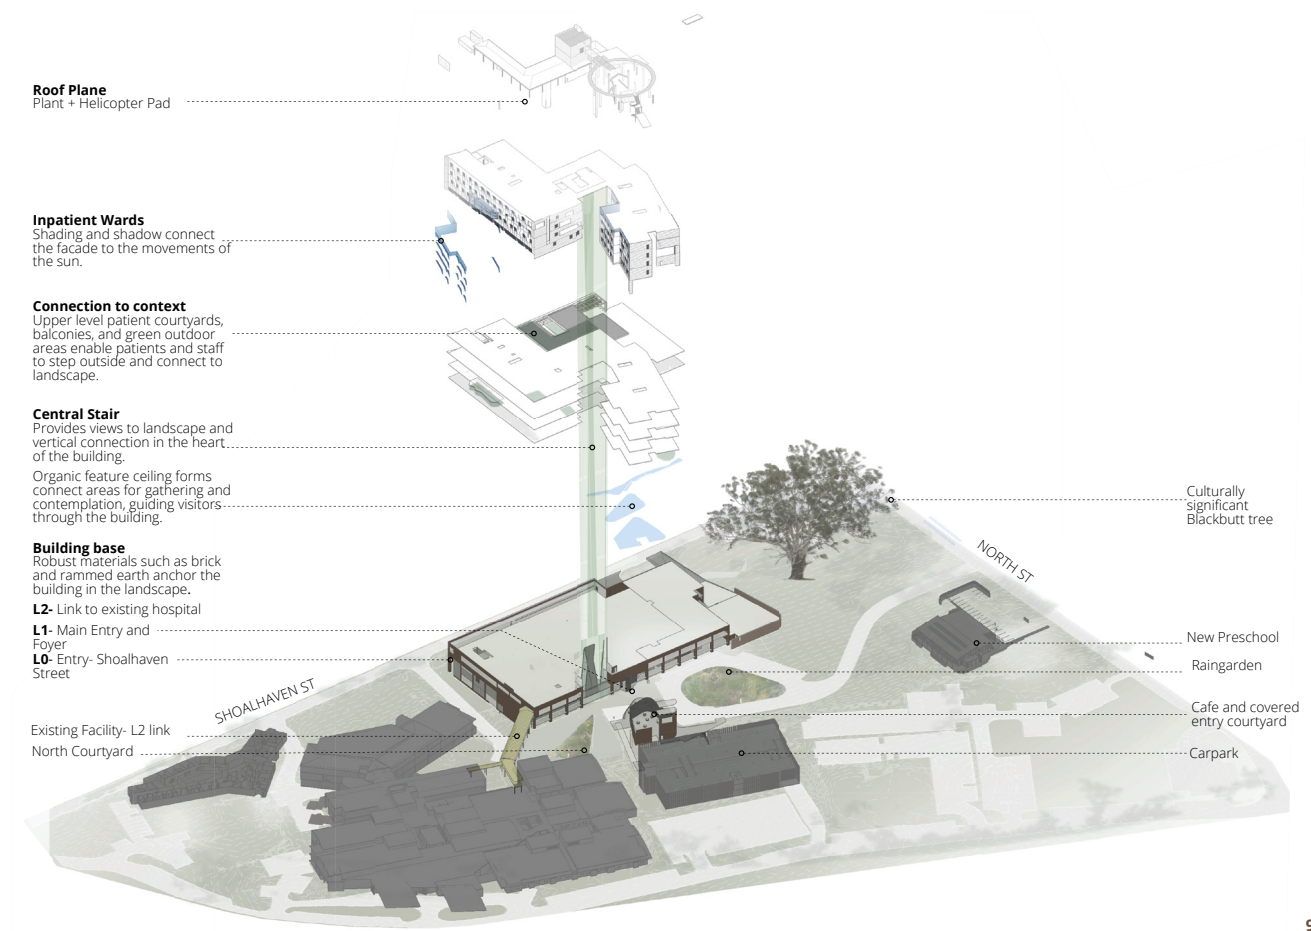 Roof Plane
Plant + Helicopter Pad
Inpatient Wards
Shading and shadow connect
the facade to the movements of
the sun.
Connection to context
Upper level patient courtyards,
balconies, and green outdoor
areas enable patients and staff
to step outside and connect to
landscape.
Central Stair
Provides views to landscape and
vertical connection in the heart
of the building.
Organic feature ceiling forms
connect areas for gathering and
contemplation, guiding visitors
through the building.
Building base
Robust materials such as brick
and rammed earth anchor the
building in the landscape.
L2- Link to existing hospital
L1- Main Entry and
Foyer
L0- Entry- Shoalhaven
Street
Existing Facility- L2 link
North Courtyard
SHOALHAVEN ST
NORTH ST
Culturally
significant
Blackbutt tree
New Preschool
Raingarden
Cafe and covered
entry courtyard
Carpark